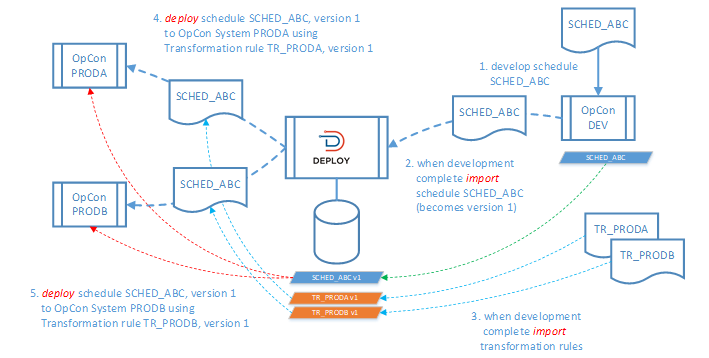 4. deploy schedule SCHED_ABC, version 1
to OpCon System PRODA using
Transformation rule TR_PRODA, version 1
SCHED_ABC
OpCon
PRODA
1. develop schedule
SCHED_ABC
SCHED_ABC
SCHED_ABC
OpCon
DEV
DEPLOY
SCHED_ABC
2. when development
complete import
schedule SCHED_ABC
(becomes version 1)
SCHED_ABC
OpCon
PRODB
TR_PRODA
TR_PRODB
SCHED_ABC v1
TR_PRODA v1
TR_PRODB v1
5. deploy schedule SCHED_ABC, version 1
to OpCon System PRODB using
Transformation rule TR_PRODB, version 1
3. when development
complete import
transformation rules